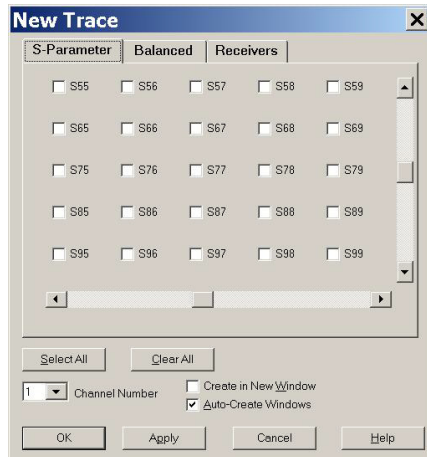 New Trace
S-Parameter Balanced Receivers
S55 S56 S57 S58 S59
S65 S66 S67 S68 S69
S75 S76 S77 S78 S79
S85 S86 S87 S88 S89
S95 S96 S97 S98 S99
Select All Clear All
1 Channel Number
Create in New Window
Auto-Create Windows
OK Apply Cancel Help